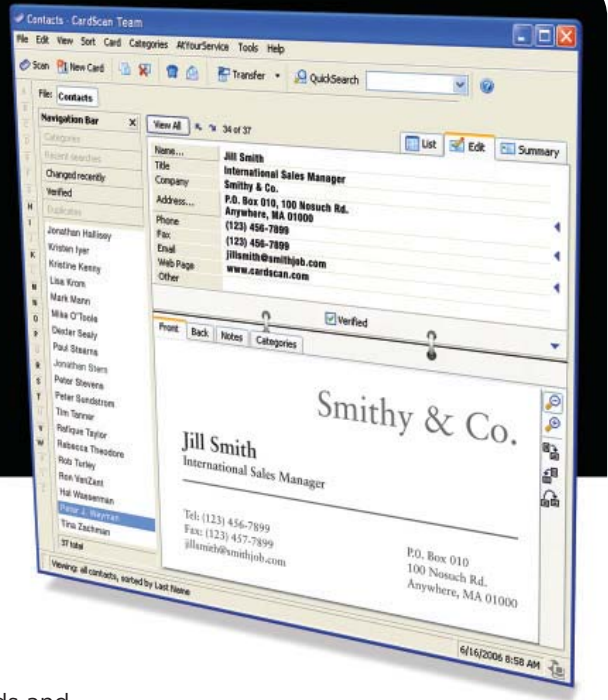 Contacts - CardScan Team
File Edit View Sort Card Categories AtYourService Tools Help
Scan New Card Transfer QuickSearch
File: Contacts
Navigation Bar X
Categories
Recent searches
Changed recently
Verified
Duplicates
Jonathan Hallisey
Kristen Iyer
Kristine Kenny
Lisa Krom
Mark Mann
Mike O'Toole
Dexter Sealy
Paul Stearns
Jonathan Stern
Peter Stevens
Peter Sundstrom
Tim Tanner
Rafique Taylor
Rebecca Theodore
Rob Turley
Ron VanZant
Hal Wasserman
Peter J. Wayman
Tina Zachman
37 total
View All 34 of 37
List Edit Summary
Name... Jill Smith
Title International Sales Manager
Company Smithy & Co.
Address... P.O. Box 010, 100 Nosuch Rd.
Anywhere, MA 01000
Phone (123) 456-7899
Fax (123) 456-7899
Email jillsmith@smithjob.com
Web Page www.cardscan.com
Other
Verified
Front Back Notes Categories
Smithy & Co.
Jill Smith
International Sales Manager
Tel: (123) 456-7899
Fax: (123) 457-7899
jillsmith@smithjob.com
P.O. Box 010
100 Nosuch Rd.
Anywhere, MA 01000
Viewing: all contacts, sorted by Last Name
6/16/2006 8:58 AM